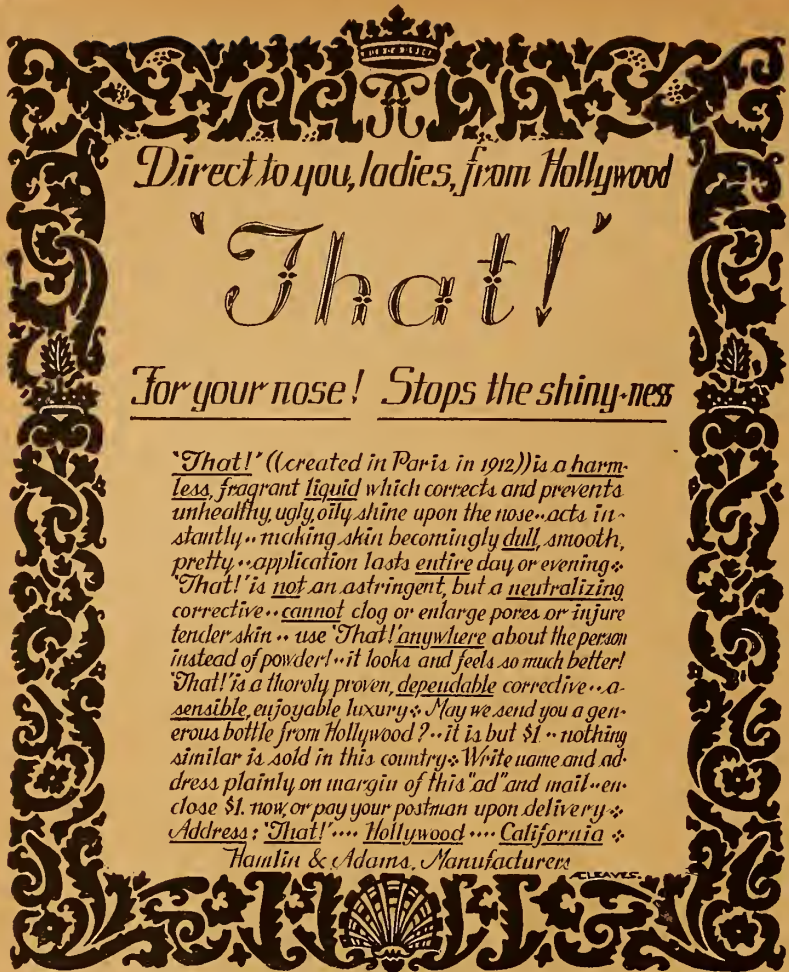 Direct to you, ladies, from Hollywood
'That!'
For your nose! Stops the shiny-ness
'That!' ((created in Paris in 1912)) is a harm-
less, fragrant liquid which corrects and prevents
unhealthy, ugly, oily shine upon the nose··acts in-
stantly·· making skin becomingly dull, smooth,
pretty··application lasts entire day or evening⁘
'That!' is not an astringent, but a neutralizing
corrective··cannot clog or enlarge pores or injure
tender skin·· use 'That!' anywhere about the person
instead of powder!··it looks and feels so much better!
'That!' is a thoroly proven, dependable corrective··a-
sensible, enjoyable luxury⁘ May we send you a gen-
erous bottle from Hollywood?··it is but $1··nothing
similar is sold in this country⁘ Write name and ad-
dress plainly on margin of this "ad" and mail··en-
close $1. now, or pay your postman upon delivery⁘
Address: 'That!'···· Hollywood ···· California ⁘
Hamlin & Adams, Manufacturers
CLEAVES.